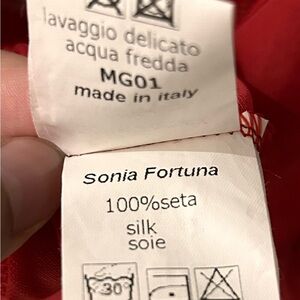 lavaggio delicato
acqua fredda
MG01
made in italy
Sonia Fortuna
100%seta
silk
soie
30°